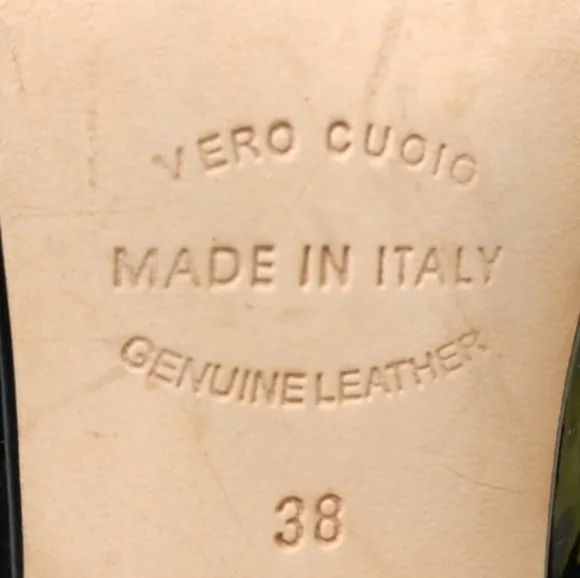 VERO CUOIO
MADE IN ITALY
GENUINE LEATHER
38